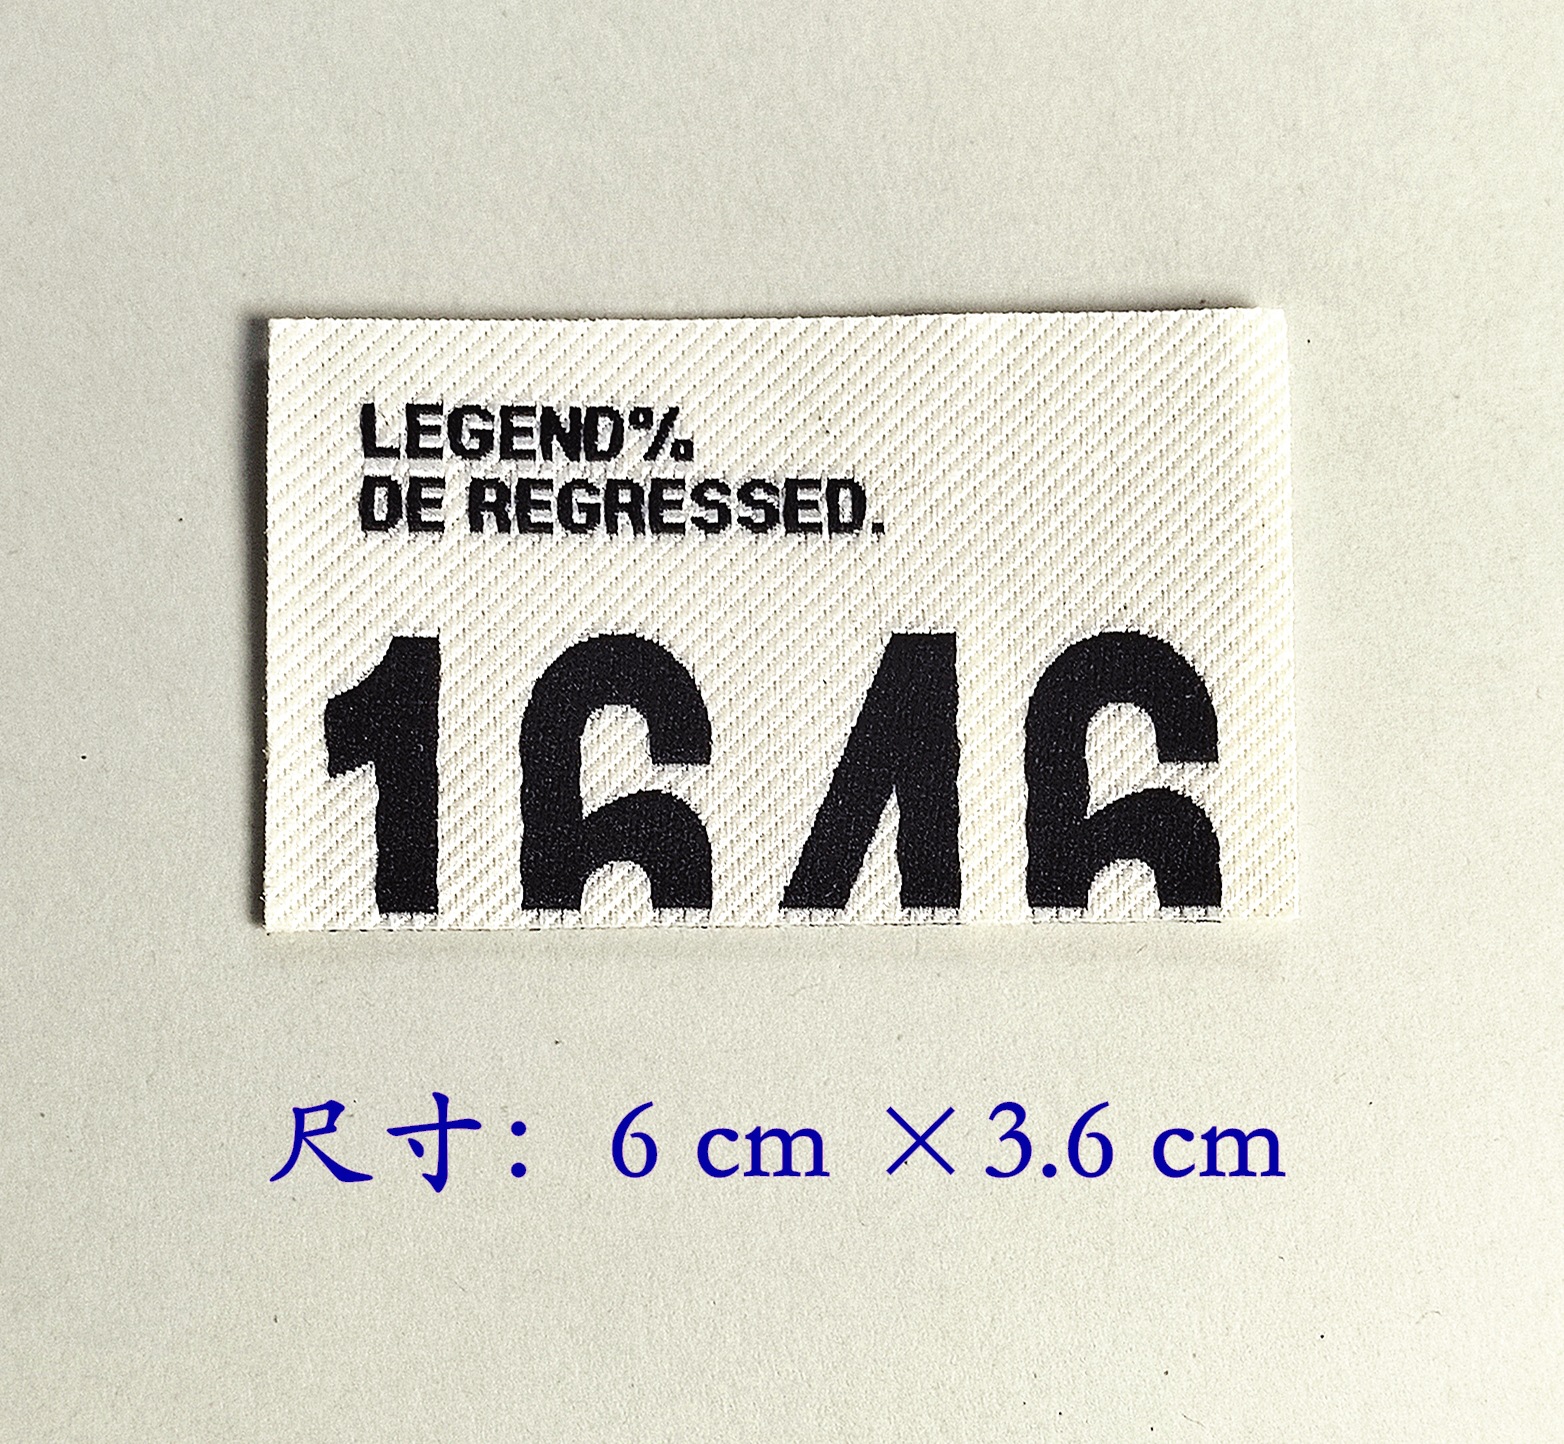 LEGEND%
DE REGRESSED.
1646
尺寸：6 cm ×3.6 cm